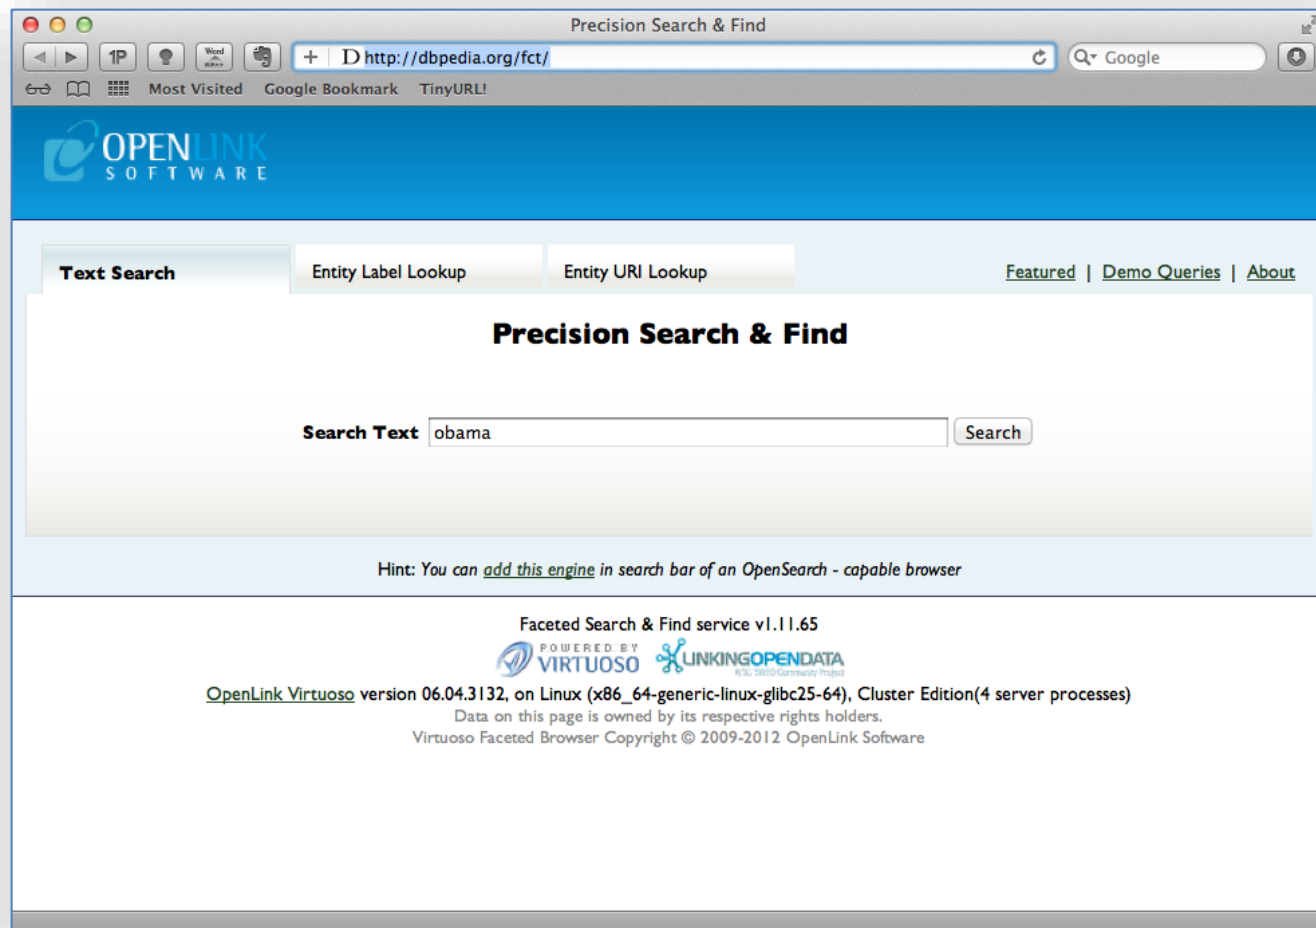 Precision Search & Find
1P
Word
+ D http://dbpedia.org/fct/
Google
Most Visited Google Bookmark TinyURL!
OPENLINK
SOFTWARE
Text Search Entity Label Lookup Entity URI Lookup Featured | Demo Queries | About
Precision Search & Find
Search Text obama Search
Hint: You can add this engine in search bar of an OpenSearch - capable browser
Faceted Search & Find service v1.11.65
POWERED BY
VIRTUOSO LINKINGOPENDATA
W3C SWEO Community Project
OpenLink Virtuoso version 06.04.3132, on Linux (x86_64-generic-linux-glibc25-64), Cluster Edition(4 server processes)
Data on this page is owned by its respective rights holders.
Virtuoso Faceted Browser Copyright © 2009-2012 OpenLink Software